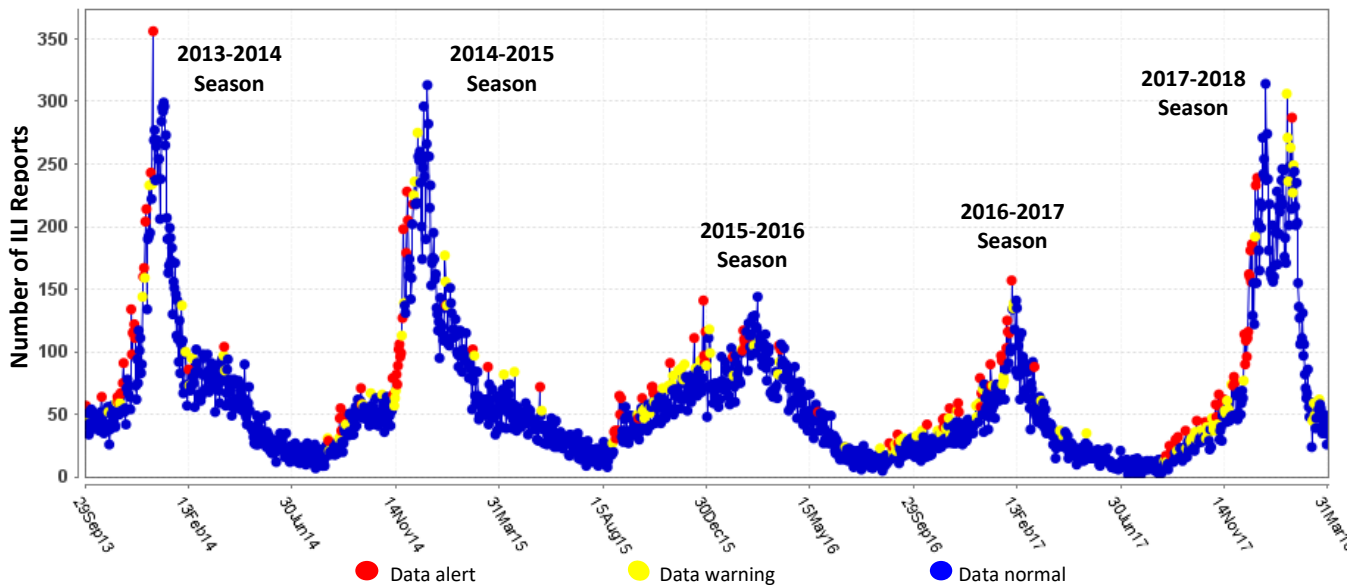 350
300
250
200
150
100
50
0
Number of ILI Reports
2013-2014
Season
2014-2015
Season
2015-2016
Season
2016-2017
Season
2017-2018
Season
29Sep13
13Feb14
30Jun14
14Nov14
31Mar15
15Aug15
30Dec15
15May16
29Sep16
13Feb17
30Jun17
14Nov17
Data alert
Data warning
Data normal